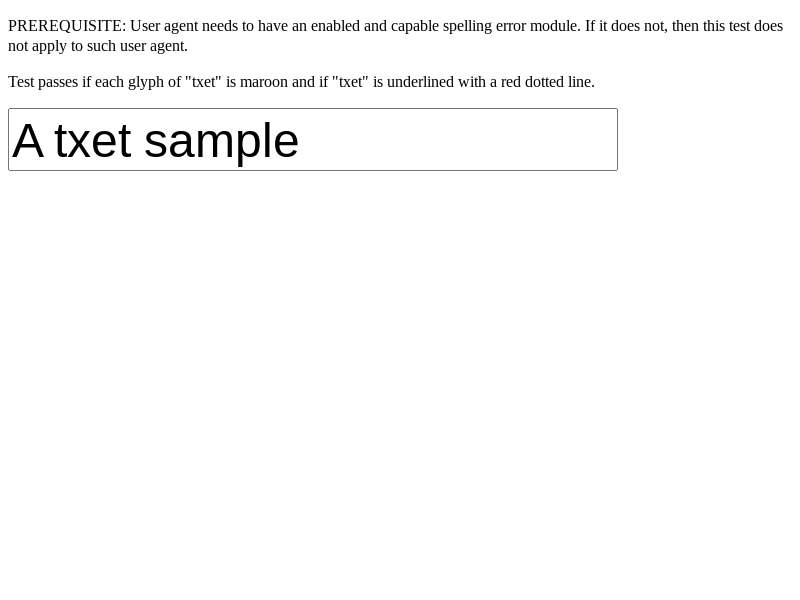 PREREQUISITE: User agent needs to have an enabled and capable spelling error module. If it does not, then this test does
not apply to such user agent.
Test passes if each glyph of "txet" is maroon and if "txet" is underlined with a red dotted line.
A txet sample